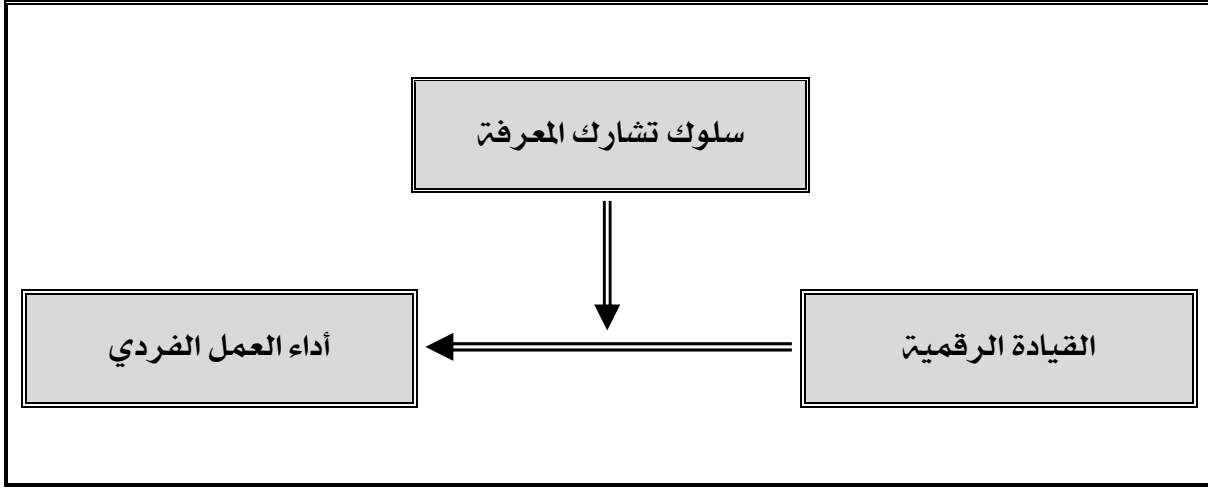 سلوك تشارك المعرفة
القيادة الرقمية
أداء العمل الفردي